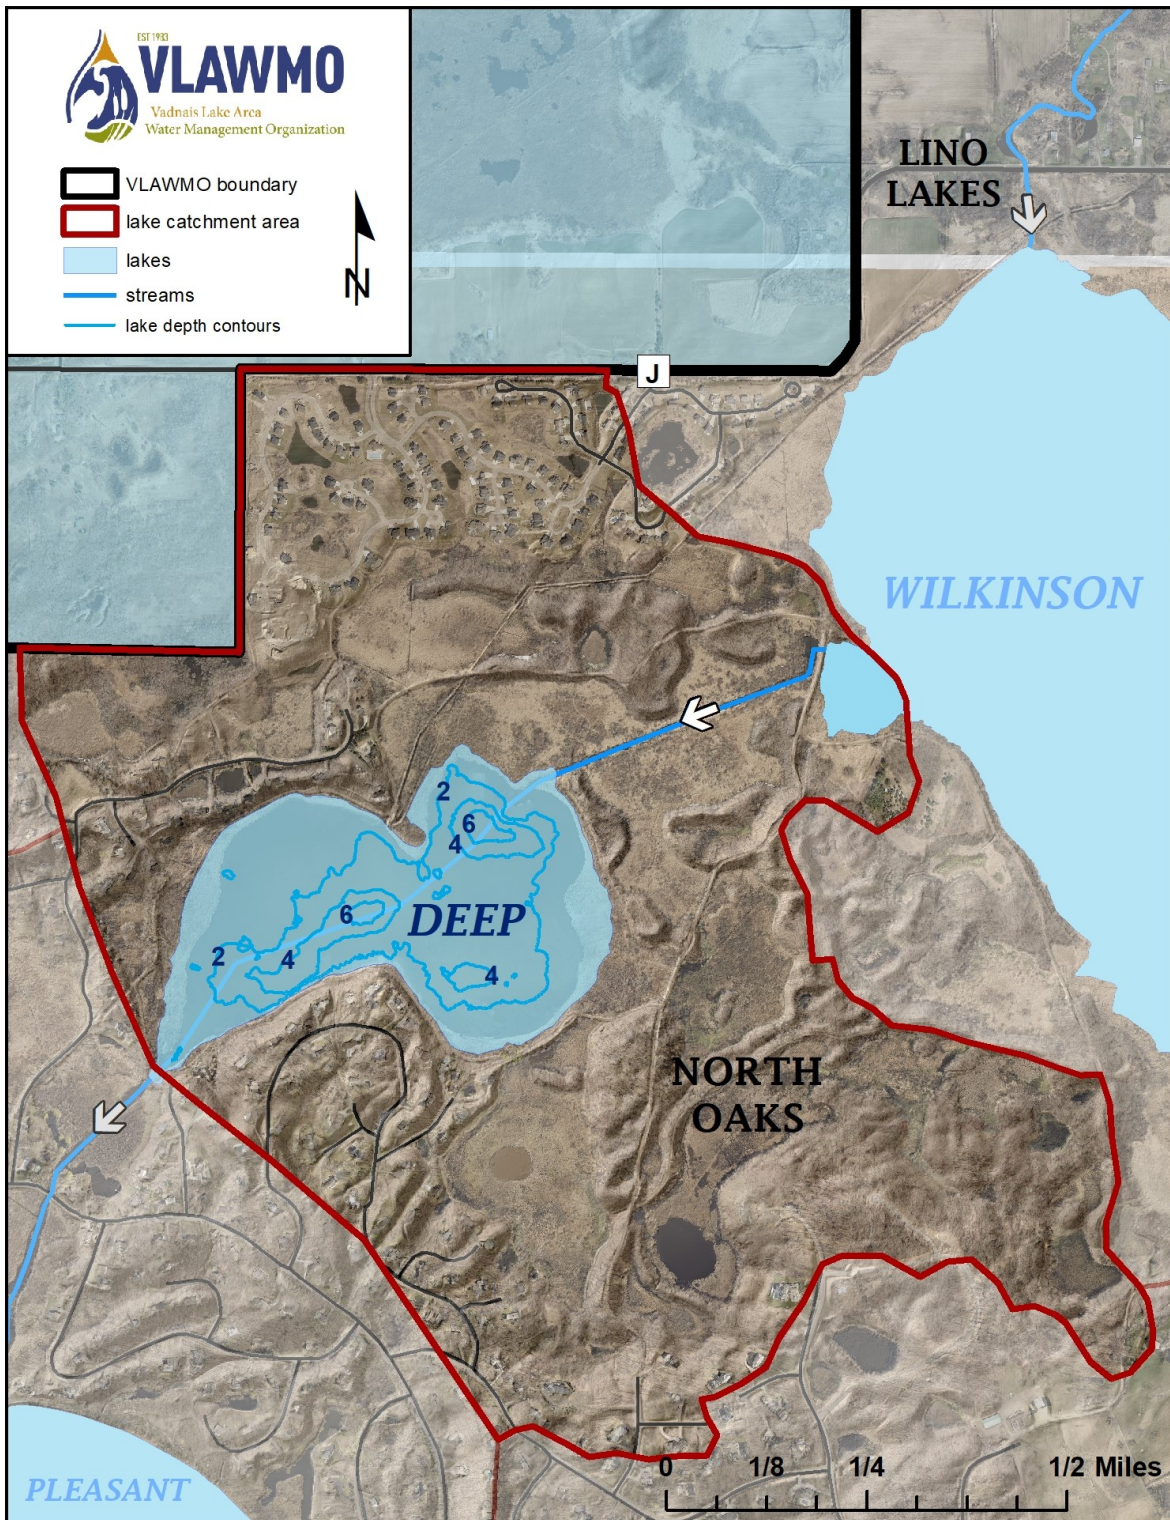 EST 1983
VLAWMO
Vadnais Lake Area
Water Management Organization
VLAWMO boundary
lake catchment area
lakes
streams
lake depth contours
N
LINO
LAKES
J
WILKINSON
2
6
4
6
DEEP
2
4
4
NORTH
OAKS
PLEASANT
0 1/8 1/4 1/2 Miles